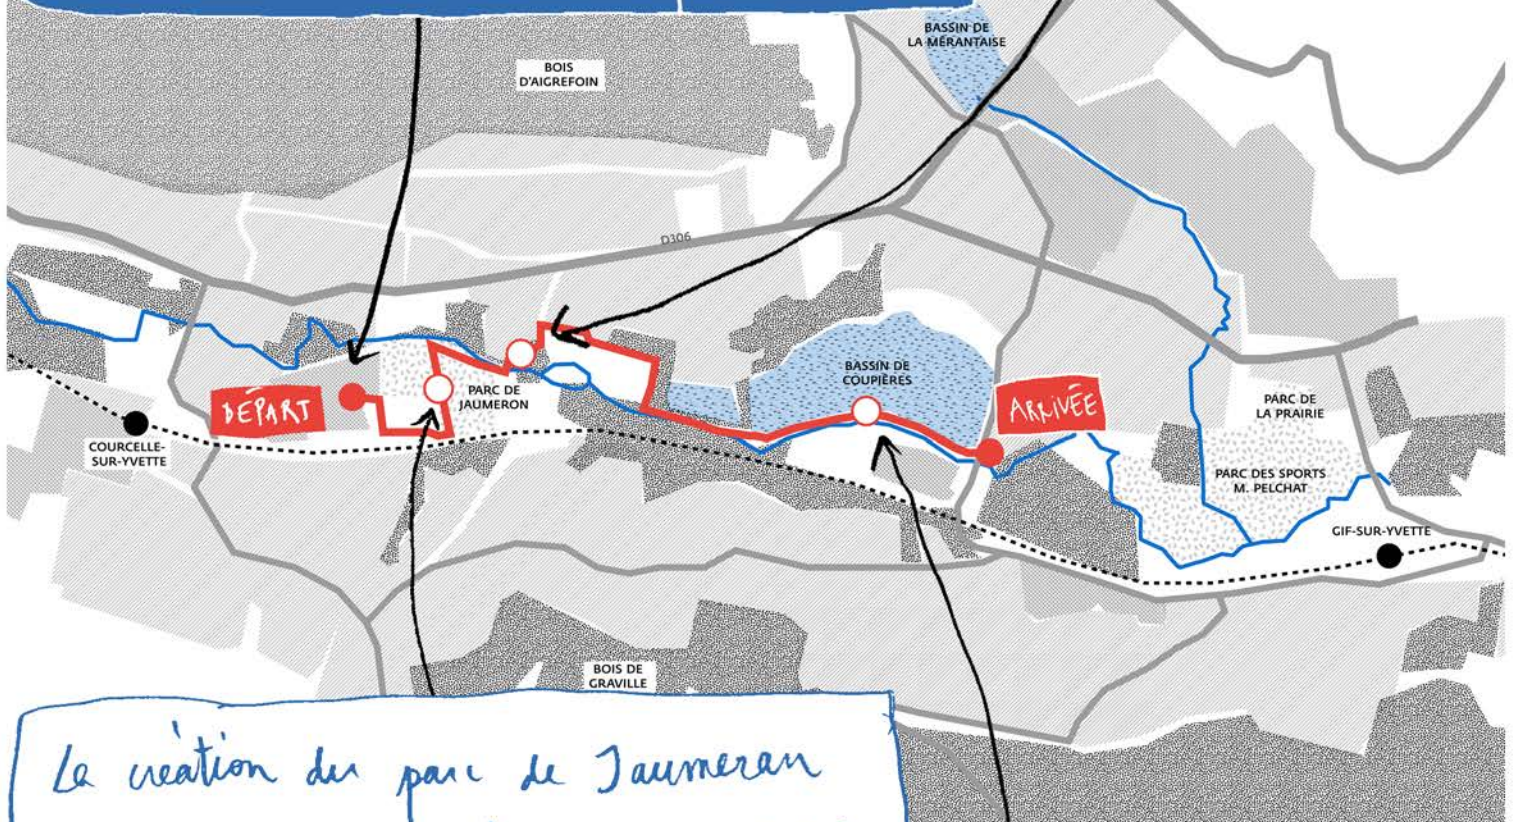 BASSIN DE
LA MÉRANTAISE
BOIS
D'AIGREFOIN
D306
BASSIN DE
COUPIÈRES
DÉPART
PARC DE
JAUMERON
ARRIVÉE
PARC DE
LA PRAIRIE
COURCELLE-
SUR-YVETTE
PARC DES SPORTS
M. PELCHAT
GIF-SUR-YVETTE
BOIS DE
GRAVILLE
La création du parc de Jaumeran